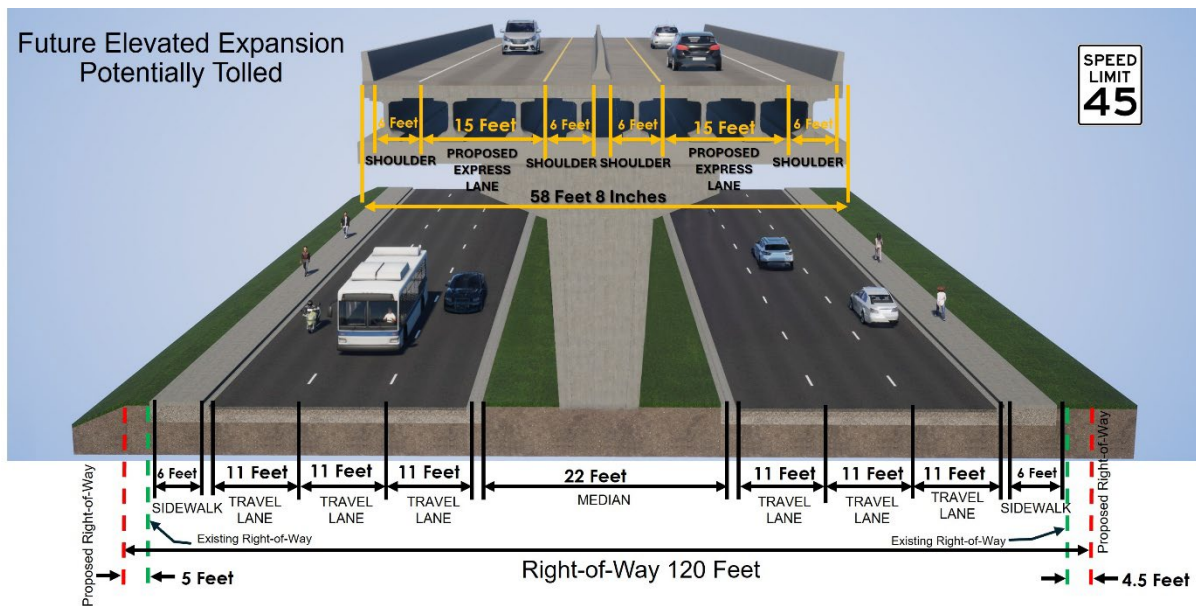 Future Elevated Expansion
Potentially Tolled
SPEED
LIMIT
45
6 Feet
15 Feet
6 Feet
6 Feet
15 Feet
6 Feet
SHOULDER
PROPOSED
EXPRESS
LANE
SHOULDER
SHOULDER
PROPOSED
EXPRESS
LANE
SHOULDER
58 Feet 8 Inches
6 Feet
11 Feet
11 Feet
11 Feet
22 Feet
11 Feet
11 Feet
11 Feet
6 Feet
SIDEWALK
TRAVEL
LANE
TRAVEL
LANE
TRAVEL
LANE
MEDIAN
TRAVEL
LANE
TRAVEL
LANE
TRAVEL
LANE
SIDEWALK
Proposed Right-of-Way
Existing Right-of-Way
Existing Right-of-Way
Proposed Right-of-Way
Right-of-Way 120 Feet
5 Feet
4.5 Feet